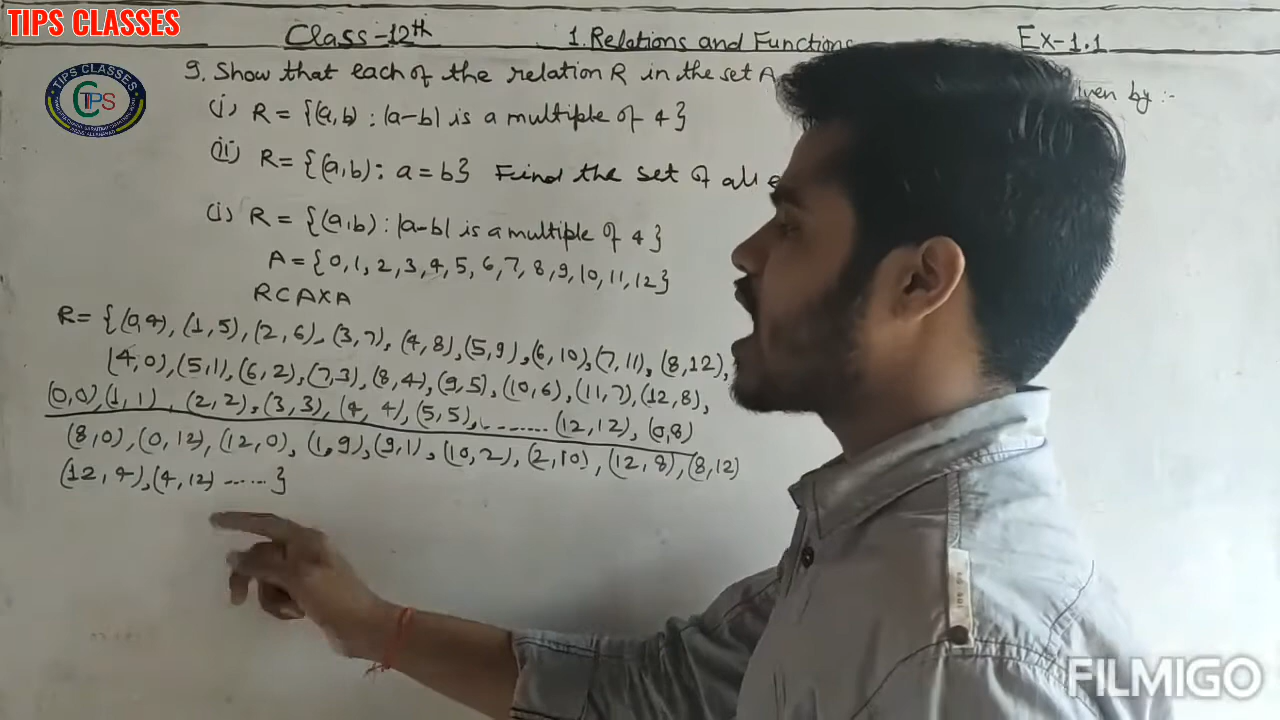 TIPS CLASSES
Class-12th 1. Relations and Functions Ex-1.1
TIPS CLASSES
TIPS
9. Show that each of the relation R in the set A iven by :-
(i) R = {(a,b) : |a-b| is a multiple of 4}
(ii) R = {(a,b) : a = b} Find the set of all e
(i) R = {(a,b) : |a-b| is a multiple of 4}
A = {0, 1, 2, 3, 4, 5, 6, 7, 8, 9, 10, 11, 12}
R ⊂ A×A
R = {(0,4), (1,5), (2,6), (3,7), (4,8), (5,9), (6,10), (7,11), (8,12),
(4,0), (5,1), (6,2), (7,3), (8,4), (9,5), (10,6), (11,7), (12,8),
(0,0), (1,1), (2,2), (3,3), (4,4), (5,5), ........ (12,12), (0,8)
(8,0), (0,12), (12,0), (1,9), (9,1), (10,2), (2,10), (12,8), (8,12)
(12,4), (4,12) ...... }
FILMIGO